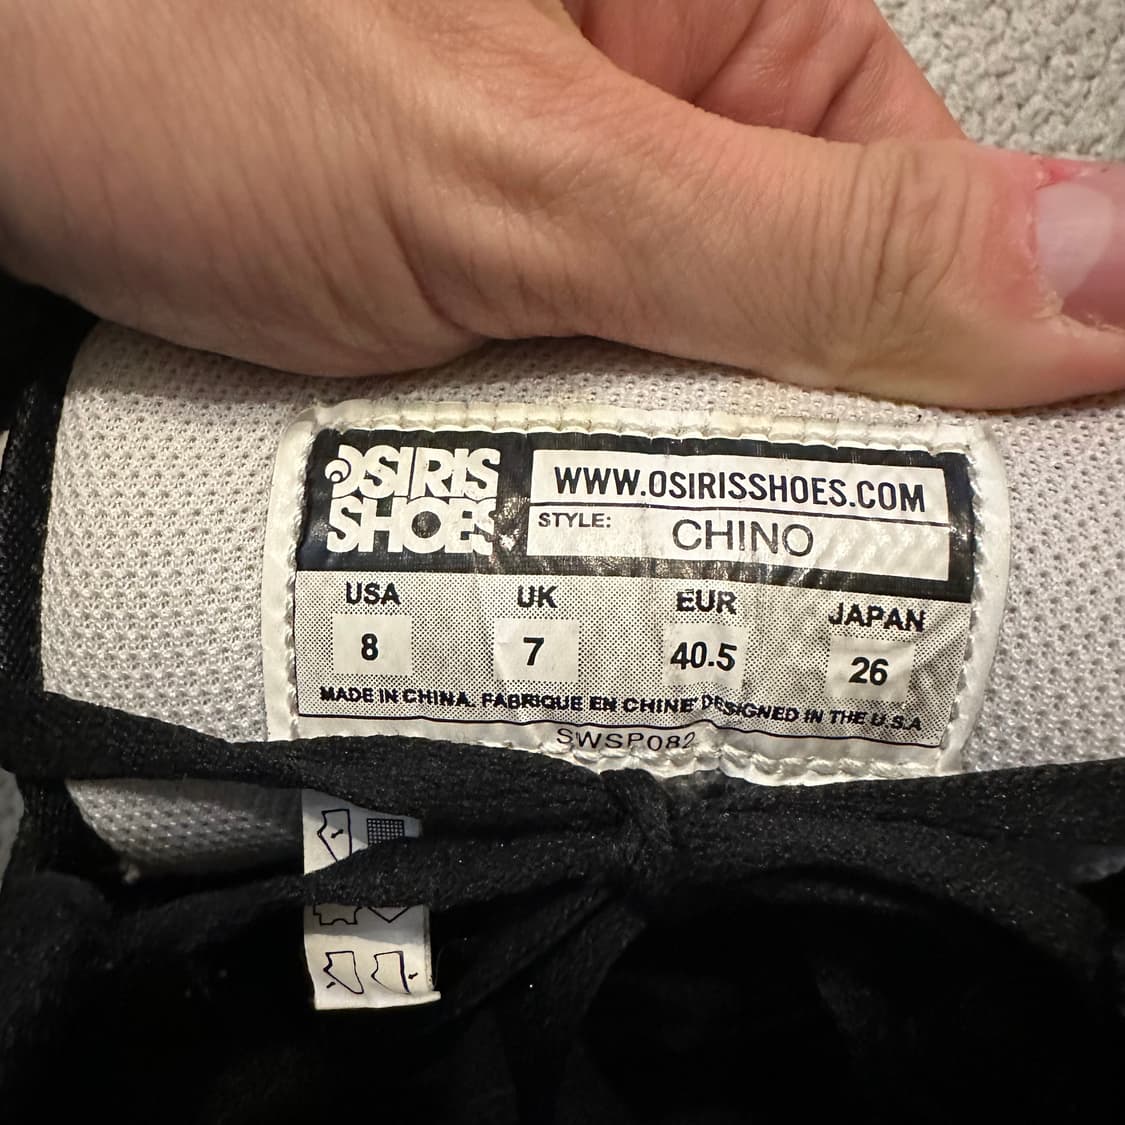 OSIRIS
SHOES
WWW.OSIRISSHOES.COM
STYLE: CHINO
USA UK EUR JAPAN
8 7 40.5 26
MADE IN CHINA. FABRIQUE EN CHINE DESIGNED IN THE U.S.A
SWSP082